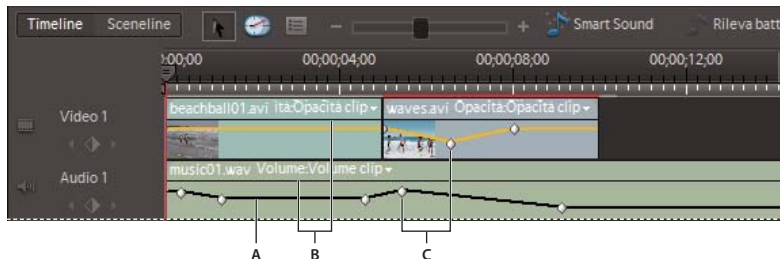 Timeline Sceneline Smart Sound Rileva batt
00;00 00;00;04;00 00;00;08;00 00;00;12;00
beachball01.avi ita:Opacità clip waves.avi Opacità:Opacità clip
Video 1
music01.wav Volume:Volume clip
Audio 1
A B C